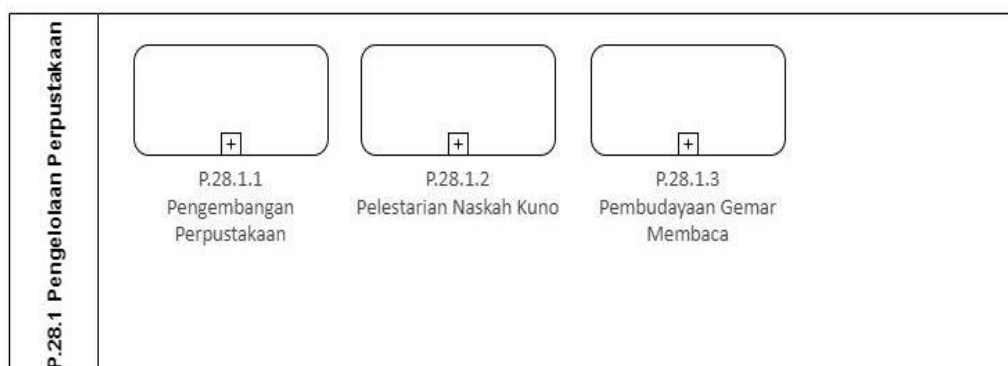 P.28.1 Pengelolaan Perpustakaan
P.28.1.1
Pengembangan
Perpustakaan
P.28.1.2
Pelestarian Naskah Kuno
P.28.1.3
Pembudayaan Gemar
Membaca